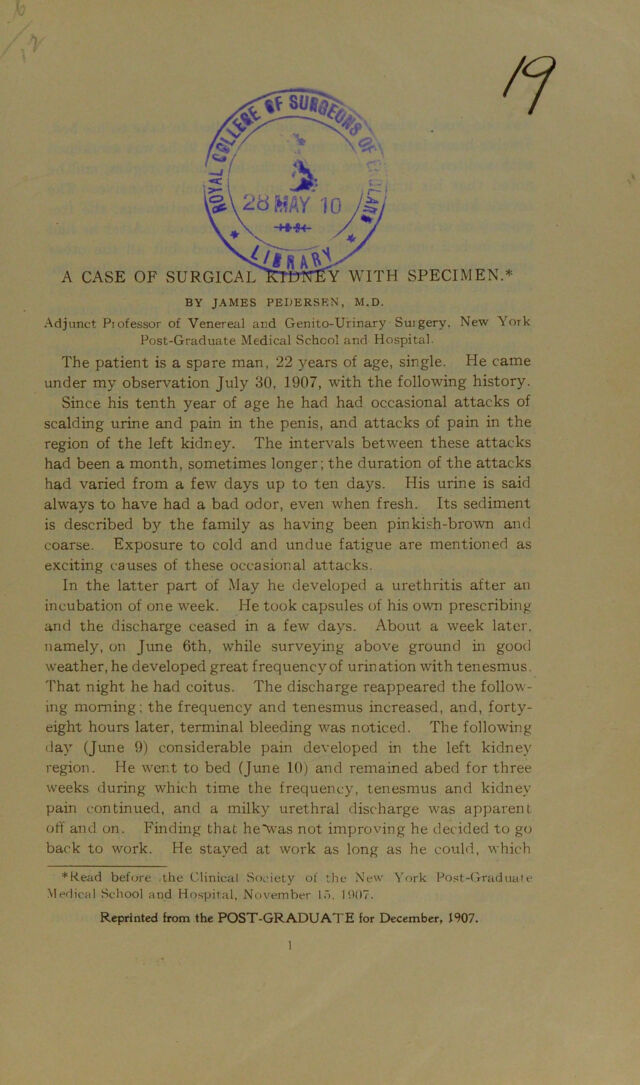 6/12
19
ROYAL COLLEGE OF SURGEONS OF ENGLAND
28 MAY 10
* LIBRARY *
A CASE OF SURGICAL KIDNEY WITH SPECIMEN.*
BY JAMES PEDERSEN, M.D.
Adjunct Professor of Venereal and Genito-Urinary Surgery, New York
Post-Graduate Medical School and Hospital.
The patient is a spare man, 22 years of age, single. He came
under my observation July 30, 1907, with the following history.
Since his tenth year of age he had had occasional attacks of
scalding urine and pain in the penis, and attacks of pain in the
region of the left kidney. The intervals between these attacks
had been a month, sometimes longer; the duration of the attacks
had varied from a few days up to ten days. His urine is said
always to have had a bad odor, even when fresh. Its sediment
is described by the family as having been pinkish-brown and
coarse. Exposure to cold and undue fatigue are mentioned as
exciting causes of these occasional attacks.
In the latter part of May he developed a urethritis after an
incubation of one week. He took capsules of his own prescribing
and the discharge ceased in a few days. About a week later,
namely, on June 6th, while surveying above ground in good
weather, he developed great frequency of urination with tenesmus.
That night he had coitus. The discharge reappeared the follow-
ing morning; the frequency and tenesmus increased, and, forty-
eight hours later, terminal bleeding was noticed. The following
day (June 9) considerable pain developed in the left kidney
region. He went to bed (June 10) and remained abed for three
weeks during which time the frequency, tenesmus and kidney
pain continued, and a milky urethral discharge was apparent
off and on. Finding that he was not improving he decided to go
back to work. He stayed at work as long as he could, which
*Read before the Clinical Society of the New York Post-Graduate
Medical School and Hospital, November 15, 1907.
Reprinted from the POST-GRADUATE for December, 1907.
1